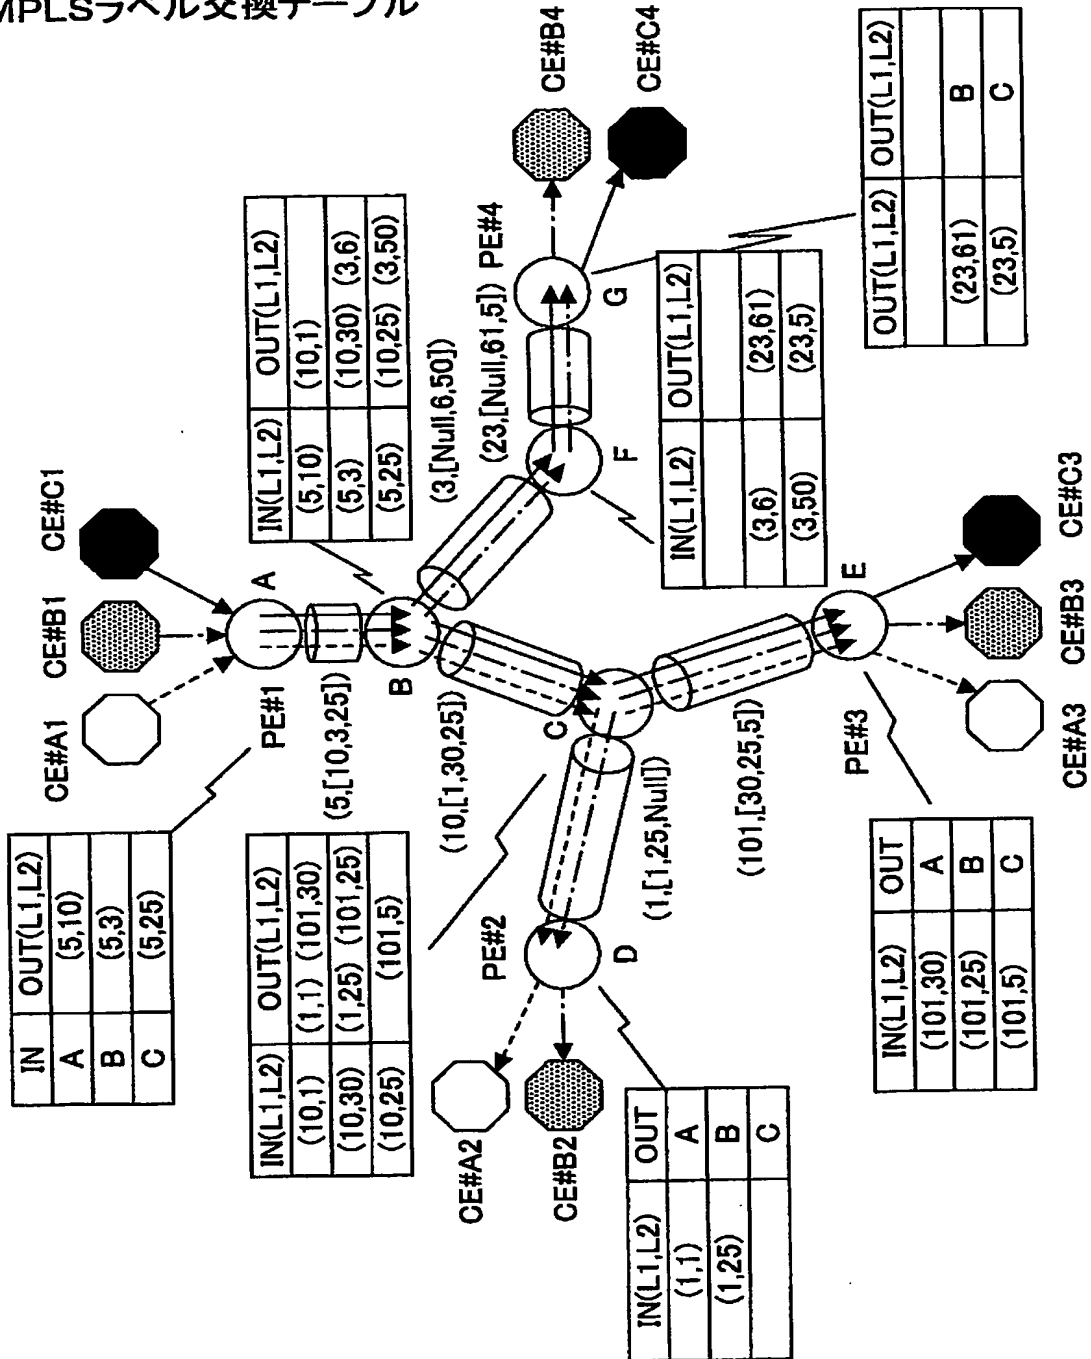 MPLSラベル交換テーブル
IN OUT(L1,L2)
A (5,10)
B (5,3)
C (5,25)
CE#A1
CE#B1
CE#C1
PE#1
A
(5,[10,3,25])
B
IN(L1,L2) OUT(L1,L2)
(5,10) (10,1)
(5,3) (10,30) (3,6)
(5,25) (10,25) (3,50)
(3,[Null,6,50])
(23,[Null,61,5])
PE#4
CE#B4
CE#C4
F
G
IN(L1,L2) OUT(L1,L2)
(3,6) (23,61)
(3,50) (23,5)
OUT(L1,L2) OUT(L1,L2)
(23,61) B
(23,5) C
IN(L1,L2) OUT(L1,L2)
(10,1) (1,1) (101,30)
(10,30) (1,25) (101,25)
(10,25) (101,5)
(10,[1,30,25])
C
(1,[1,25,Null])
PE#2
D
CE#A2
CE#B2
IN(L1,L2) OUT
(1,1) A
(1,25) B
C
(101,[30,25,5])
PE#3
E
CE#A3
CE#B3
CE#C3
IN(L1,L2) OUT
(101,30) A
(101,25) B
(101,5) C